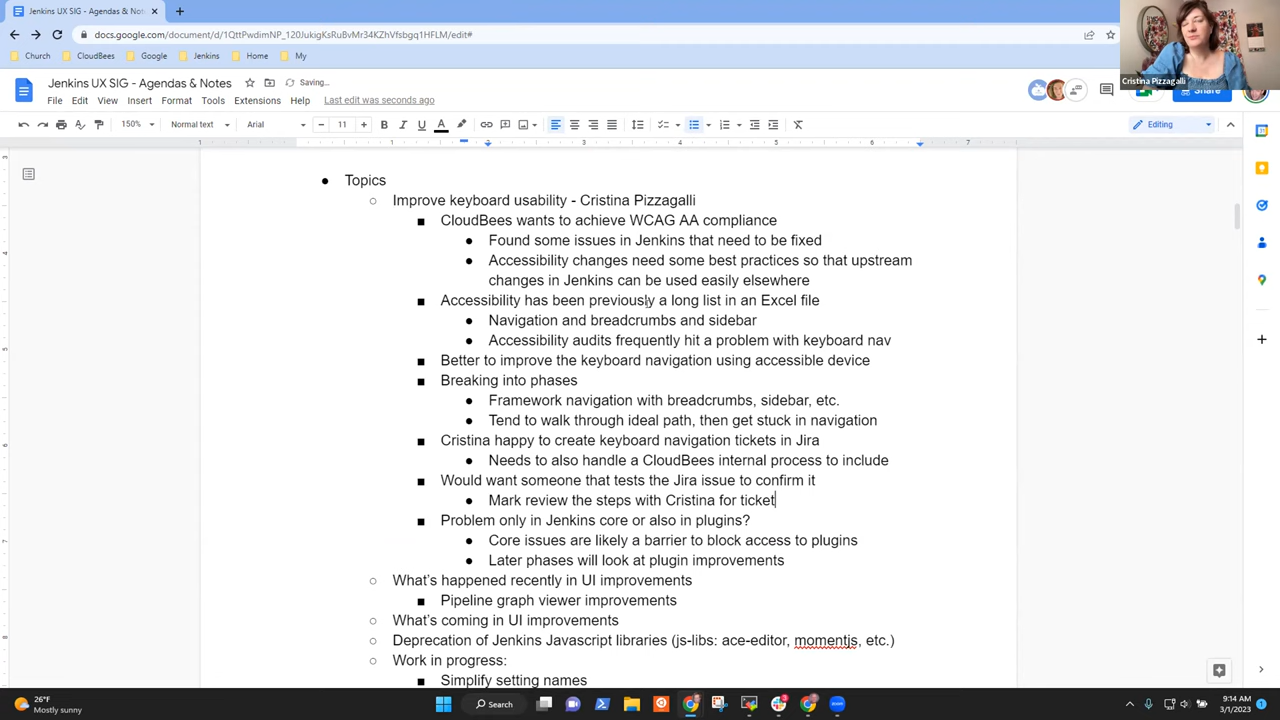 Jenkins UX SIG - Agendas & Notes
docs.google.com/document/d/1QttPwdimNP_120JukigKsRuBvMr34KZhVfsbgq1HFLM/edit#
Church
CloudBees
Google
Jenkins
Home
My
Cristina Pizzagalli
Jenkins UX SIG - Agendas & Notes
Saving...
File Edit View Insert Format Tools Extensions Help Last edit was seconds ago
Share
150% Normal text Arial 11 Editing
Topics
Improve keyboard usability - Cristina Pizzagalli
CloudBees wants to achieve WCAG AA compliance
Found some issues in Jenkins that need to be fixed
Accessibility changes need some best practices so that upstream
changes in Jenkins can be used easily elsewhere
Accessibility has been previously a long list in an Excel file
Navigation and breadcrumbs and sidebar
Accessibility audits frequently hit a problem with keyboard nav
Better to improve the keyboard navigation using accessible device
Breaking into phases
Framework navigation with breadcrumbs, sidebar, etc.
Tend to walk through ideal path, then get stuck in navigation
Cristina happy to create keyboard navigation tickets in Jira
Needs to also handle a CloudBees internal process to include
Would want someone that tests the Jira issue to confirm it
Mark review the steps with Cristina for ticket
Problem only in Jenkins core or also in plugins?
Core issues are likely a barrier to block access to plugins
Later phases will look at plugin improvements
What's happened recently in UI improvements
Pipeline graph viewer improvements
What's coming in UI improvements
Deprecation of Jenkins Javascript libraries (js-libs: ace-editor, momentjs, etc.)
Work in progress:
Simplify setting names
26°F
Mostly sunny
Search
9:14 AM
3/1/2023